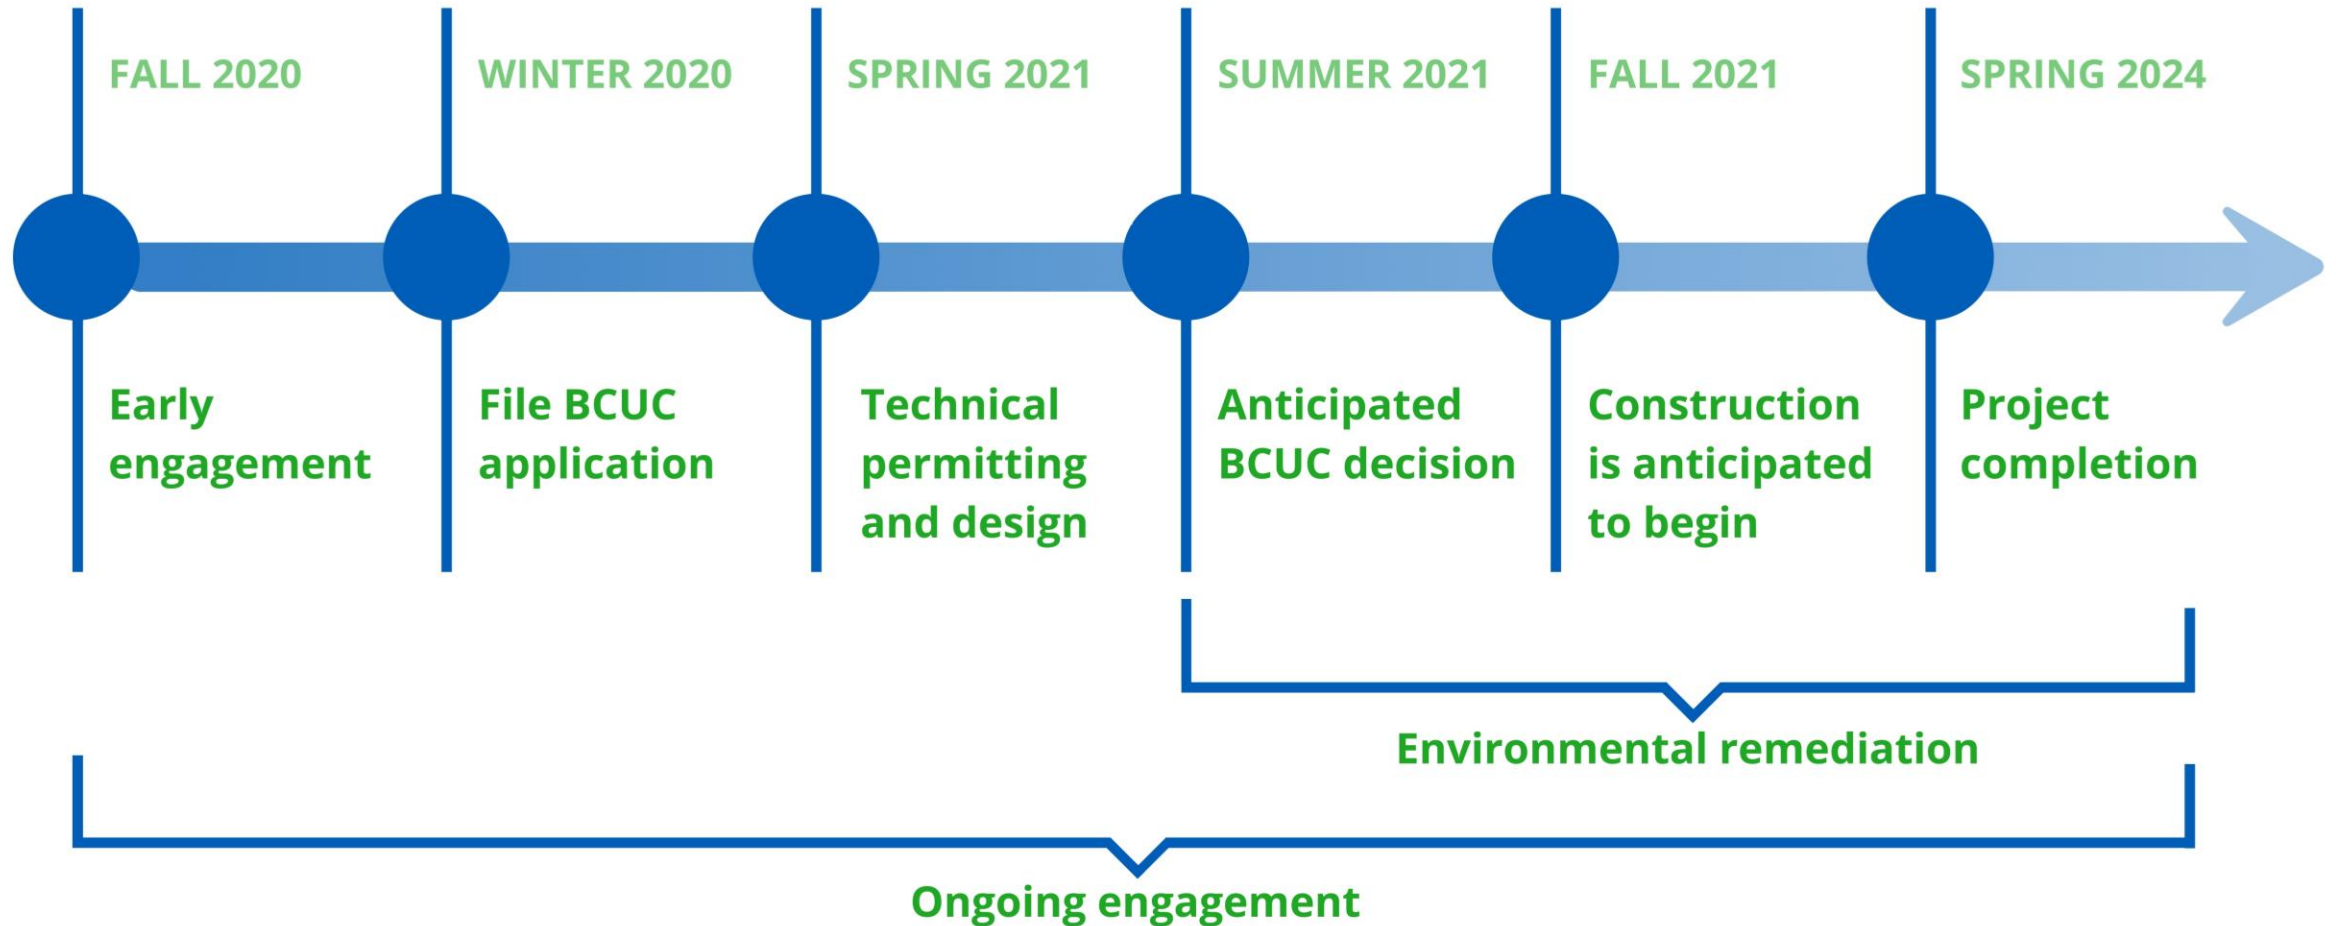 FALL 2020
WINTER 2020
SPRING 2021
SUMMER 2021
FALL 2021
SPRING 2024
Early
engagement
File BCUC
application
Technical
permitting
and design
Anticipated
BCUC decision
Construction
is anticipated
to begin
Project
completion
Environmental remediation
Ongoing engagement